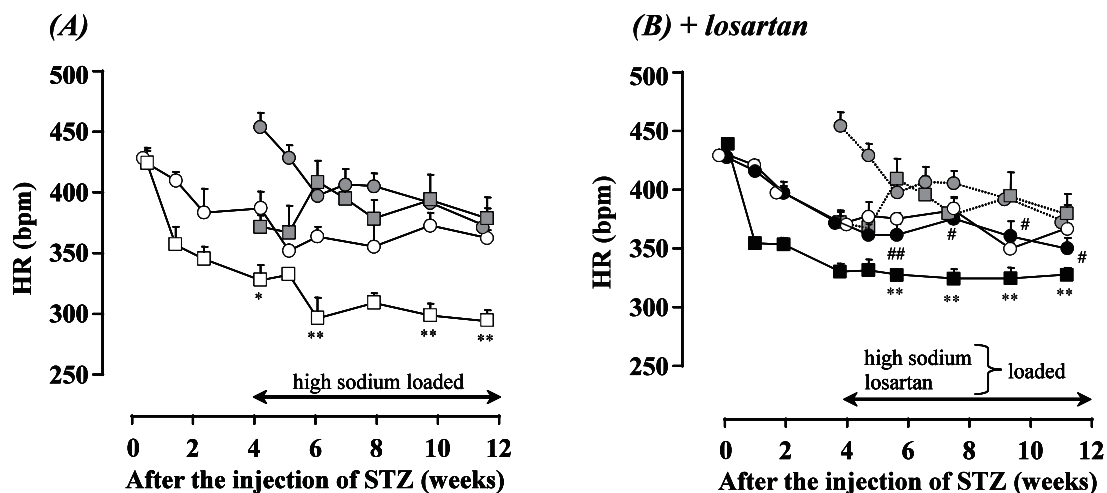 (A)
500
450
400
350
300
250
HR (bpm)
*
**
**
**
high sodium loaded
0 2 4 6 8 10 12
After the injection of STZ (weeks)
(B) + losartan
500
450
400
350
300
250
HR (bpm)
#
#
#
##
**
**
**
**
high sodium
losartan
loaded
0 2 4 6 8 10 12
After the injection of STZ (weeks)